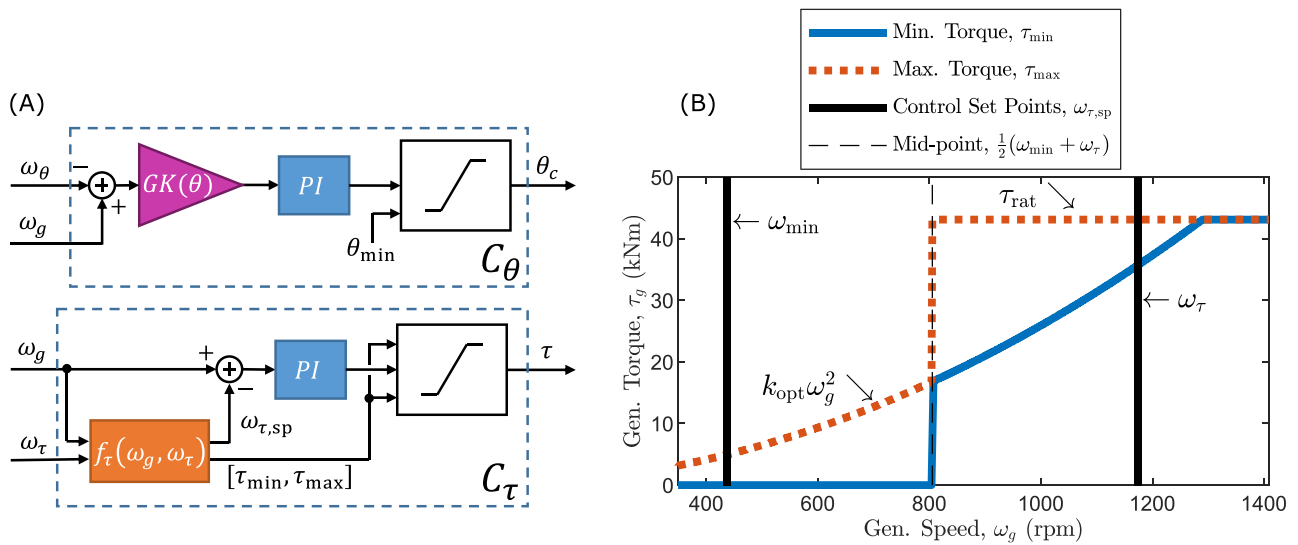 (A)
ω_θ
−
+
+
ω_g
GK(θ)
PI
θ_min
θ_c
C_θ
ω_g
+
+
−
PI
τ
ω_τ
f_τ(ω_g, ω_τ)
ω_τ,sp
[τ_min, τ_max]
C_τ
(B)
Min. Torque, τ_min
Max. Torque, τ_max
Control Set Points, ω_τ,sp
Mid-point, ½(ω_min + ω_τ)
Gen. Torque, τ_g (kNm)
50
40
30
20
10
0
← ω_min
τ_rat
← ω_τ
k_opt ω_g²
400 600 800 1000 1200 1400
Gen. Speed, ω_g (rpm)